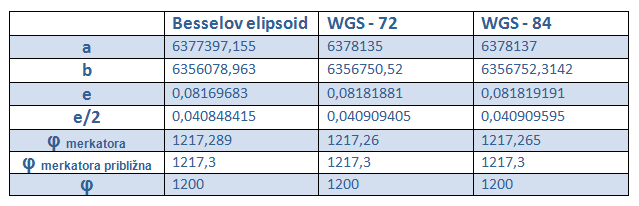 Besselov elipsoid WGS - 72 WGS - 84
a 6377397,155 6378135 6378137
b 6356078,963 6356750,52 6356752,3142
e 0,08169683 0,08181881 0,081819191
e/2 0,040848415 0,040909405 0,040909595
φ merkatora 1217,289 1217,26 1217,265
φ merkatora približna 1217,3 1217,3 1217,3
φ 1200 1200 1200